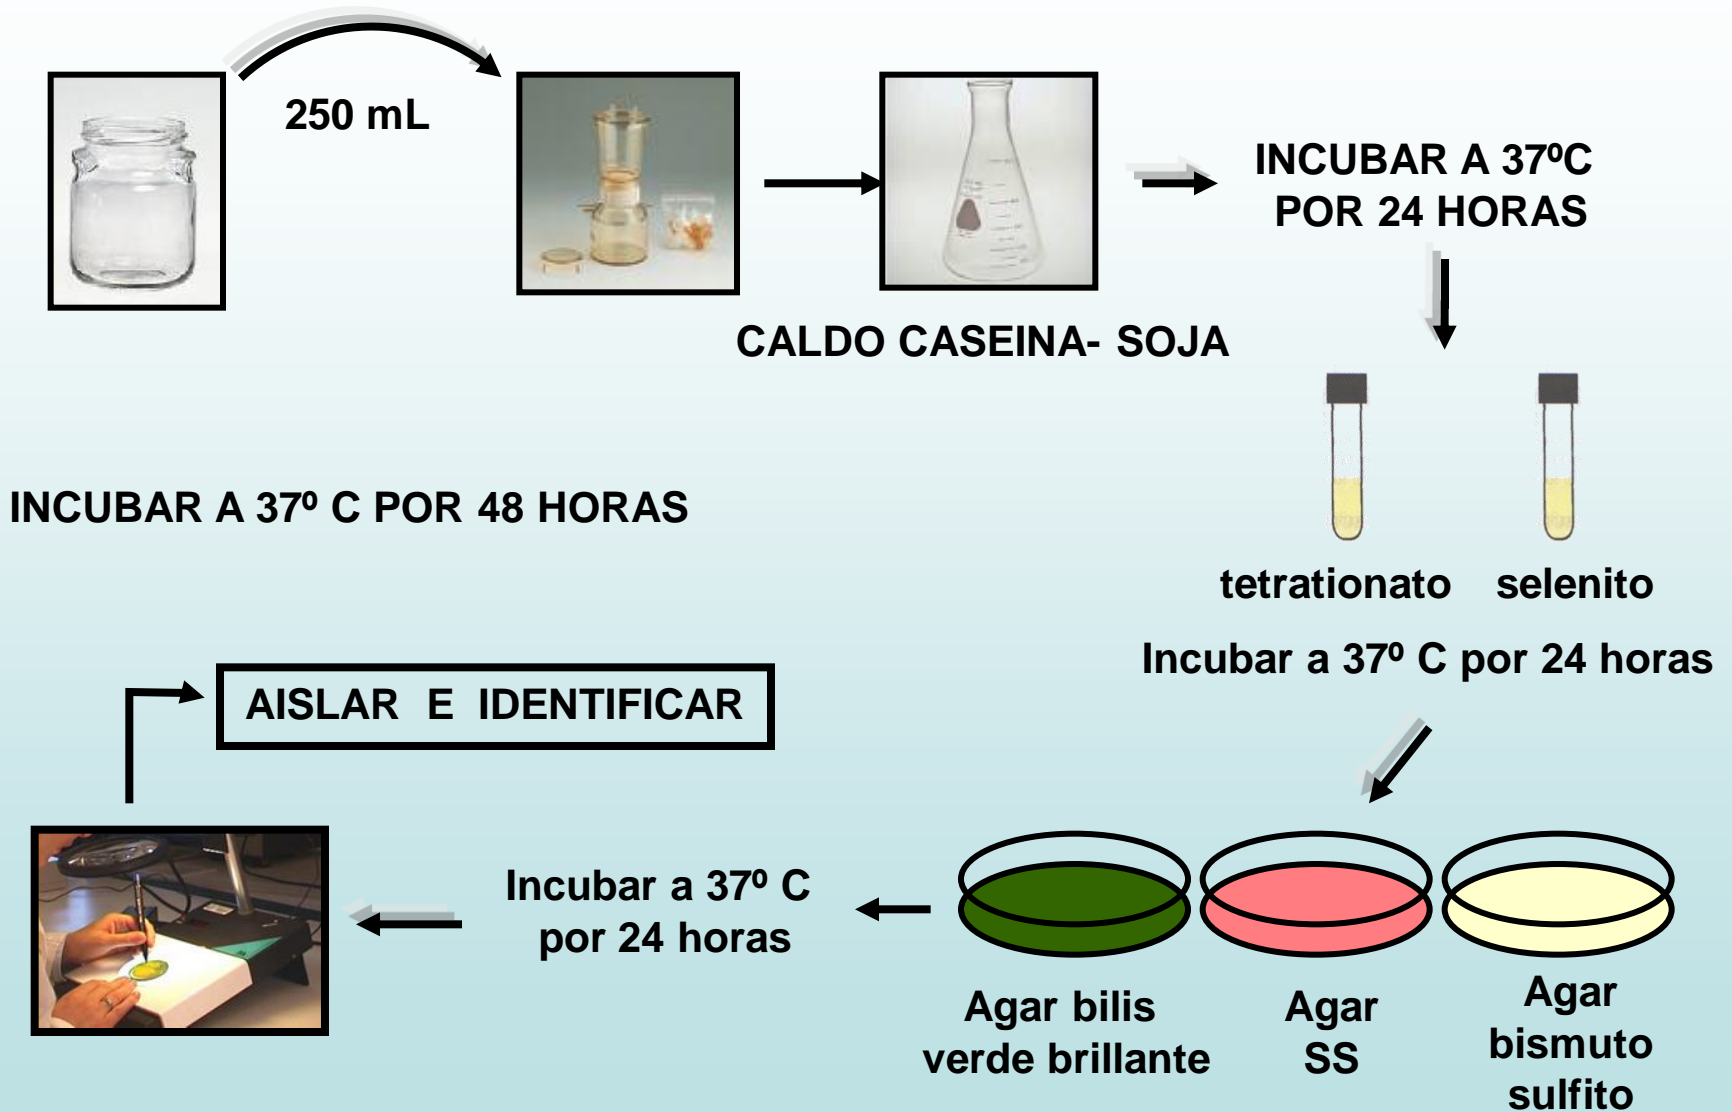 250 mL
INCUBAR A 37ºC
POR 24 HORAS
CALDO CASEINA- SOJA
INCUBAR A 37º C POR 48 HORAS
tetrationato
selenito
Incubar a 37º C por 24 horas
AISLAR E IDENTIFICAR
Incubar a 37º C
por 24 horas
Agar bilis
verde brillante
Agar
SS
Agar
bismuto
sulfito